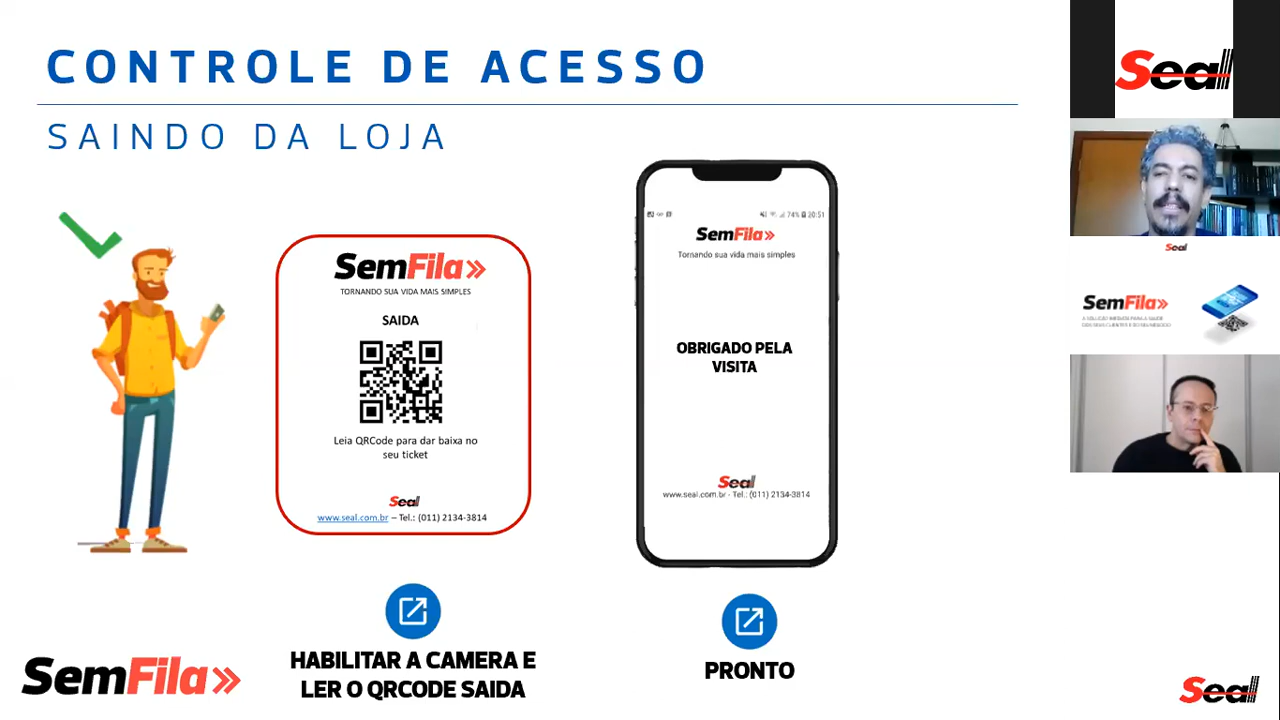 CONTROLE DE ACESSO
SAINDO DA LOJA
SemFila
TORNANDO SUA VIDA MAIS SIMPLES
SAIDA
Leia QRCode para dar baixa no
seu ticket
Seal
www.seal.com.br – Tel.: (011) 2134-3814
HABILITAR A CAMERA E
LER O QRCODE SAIDA
74% 20:51
SemFila
Tornando sua vida mais simples
OBRIGADO PELA
VISITA
Seal
www.seal.com.br - Tel.: (011) 2134-3814
PRONTO
SemFila
Seal
Seal
Seal
SemFila